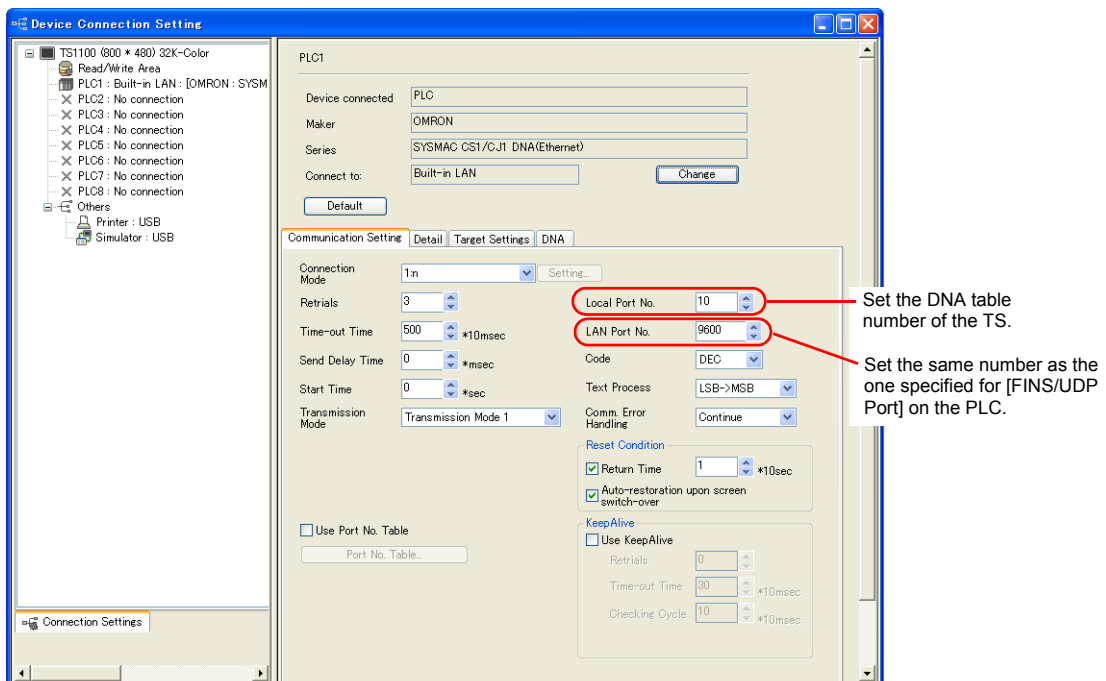 Device Connection Setting
TS1100 (800 * 480) 32K-Color
Read/Write Area
PLC1 : Built-in LAN : [OMRON : SYSM
PLC2 : No connection
PLC3 : No connection
PLC4 : No connection
PLC5 : No connection
PLC6 : No connection
PLC7 : No connection
PLC8 : No connection
Others
Printer : USB
Simulator : USB
Connection Settings
PLC1
Device connected PLC
Maker OMRON
Series SYSMAC CS1/CJ1 DNA(Ethernet)
Connect to: Built-in LAN Change
Default
Communication Setting Detail Target Settings DNA
Connection
Mode 1:n Setting...
Retrials 3
Time-out Time 500 *10msec
Send Delay Time 0 *msec
Start Time 0 *sec
Transmission
Mode Transmission Mode 1
Use Port No. Table
Port No. Table...
Local Port No. 10
LAN Port No. 9600
Code DEC
Text Process LSB->MSB
Comm. Error
Handling Continue
Reset Condition
Return Time 1 *10sec
Auto-restoration upon screen
switch-over
KeepAlive
Use KeepAlive
Retrials 0
Time-out Time 30 *10msec
Checking Cycle 10 *10msec
Set the DNA table
number of the TS.
Set the same number as the
one specified for [FINS/UDP
Port] on the PLC.